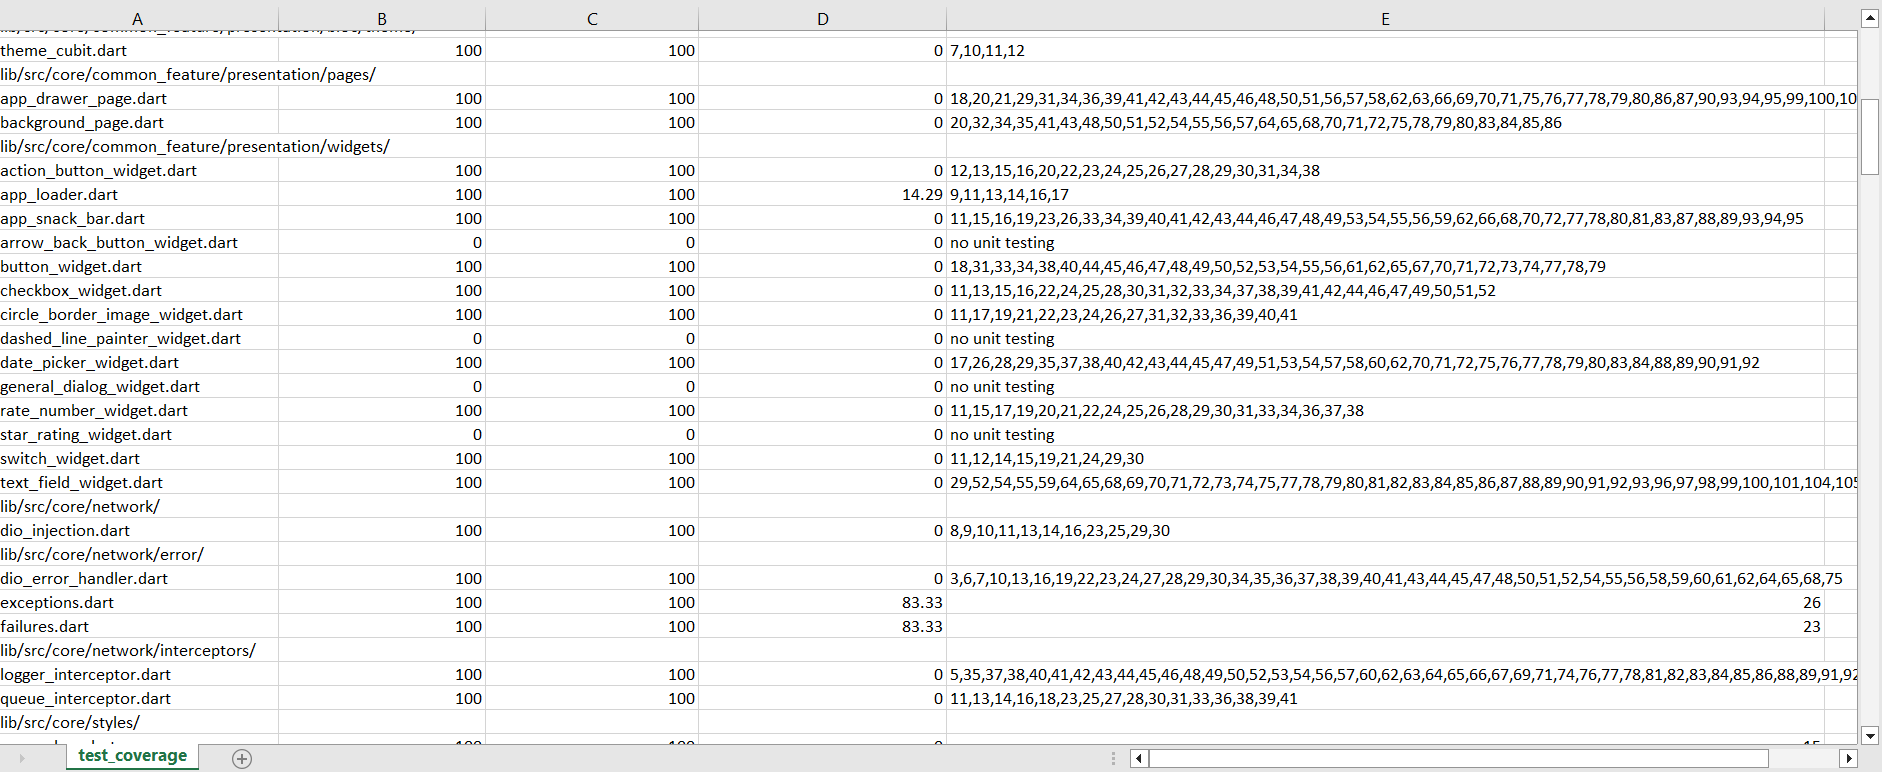 A B C D E
theme_cubit.dart 100 100 0 7,10,11,12
lib/src/core/common_feature/presentation/pages/
app_drawer_page.dart 100 100 0 18,20,21,29,31,34,36,39,41,42,43,44,45,46,48,50,51,56,57,58,62,63,66,69,70,71,75,76,77,78,79,80,86,87,90,93,94,95,99,100,10
background_page.dart 100 100 0 20,32,34,35,41,43,48,50,51,52,54,55,56,57,64,65,68,70,71,72,75,78,79,80,83,84,85,86
lib/src/core/common_feature/presentation/widgets/
action_button_widget.dart 100 100 0 12,13,15,16,20,22,23,24,25,26,27,28,29,30,31,34,38
app_loader.dart 100 100 14.29 9,11,13,14,16,17
app_snack_bar.dart 100 100 0 11,15,16,19,23,26,33,34,39,40,41,42,43,44,46,47,48,49,53,54,55,56,59,62,66,68,70,72,77,78,80,81,83,87,88,89,93,94,95
arrow_back_button_widget.dart 0 0 0 no unit testing
button_widget.dart 100 100 0 18,31,33,34,38,40,44,45,46,47,48,49,50,52,53,54,55,56,61,62,65,67,70,71,72,73,74,77,78,79
checkbox_widget.dart 100 100 0 11,13,15,16,22,24,25,28,30,31,32,33,34,37,38,39,41,42,44,46,47,49,50,51,52
circle_border_image_widget.dart 100 100 0 11,17,19,21,22,23,24,26,27,31,32,33,36,39,40,41
dashed_line_painter_widget.dart 0 0 0 no unit testing
date_picker_widget.dart 100 100 0 17,26,28,29,35,37,38,40,42,43,44,45,47,49,51,53,54,57,58,60,62,70,71,72,75,76,77,78,79,80,83,84,88,89,90,91,92
general_dialog_widget.dart 0 0 0 no unit testing
rate_number_widget.dart 100 100 0 11,15,17,19,20,21,22,24,25,26,28,29,30,31,33,34,36,37,38
star_rating_widget.dart 0 0 0 no unit testing
switch_widget.dart 100 100 0 11,12,14,15,19,21,24,29,30
text_field_widget.dart 100 100 0 29,52,54,55,59,64,65,68,69,70,71,72,73,74,75,77,78,79,80,81,82,83,84,85,86,87,88,89,90,91,92,93,96,97,98,99,100,101,104,105
lib/src/core/network/
dio_injection.dart 100 100 0 8,9,10,11,13,14,16,23,25,29,30
lib/src/core/network/error/
dio_error_handler.dart 100 100 0 3,6,7,10,13,16,19,22,23,24,27,28,29,30,34,35,36,37,38,39,40,41,43,44,45,47,48,50,51,52,54,55,56,58,59,60,61,62,64,65,68,75
exceptions.dart 100 100 83.33 26
failures.dart 100 100 83.33 23
lib/src/core/network/interceptors/
logger_interceptor.dart 100 100 0 5,35,37,38,40,41,42,43,44,45,46,48,49,50,52,53,54,56,57,60,62,63,64,65,66,67,69,71,74,76,77,78,81,82,83,84,85,86,88,89,91,92
queue_interceptor.dart 100 100 0 11,13,14,16,18,23,25,27,28,30,31,33,36,38,39,41
lib/src/core/styles/
test_coverage